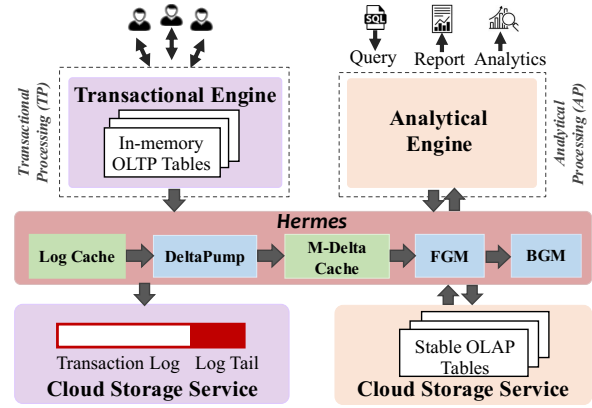 SQL
Query
Report
Analytics
Transactional
Processing (TP)
Transactional Engine
In-memory
OLTP Tables
Analytical
Engine
Analytical
Processing (AP)
Hermes
Log Cache
DeltaPump
M-Delta
Cache
FGM
BGM
Transaction Log
Log Tail
Cloud Storage Service
Stable OLAP
Tables
Cloud Storage Service